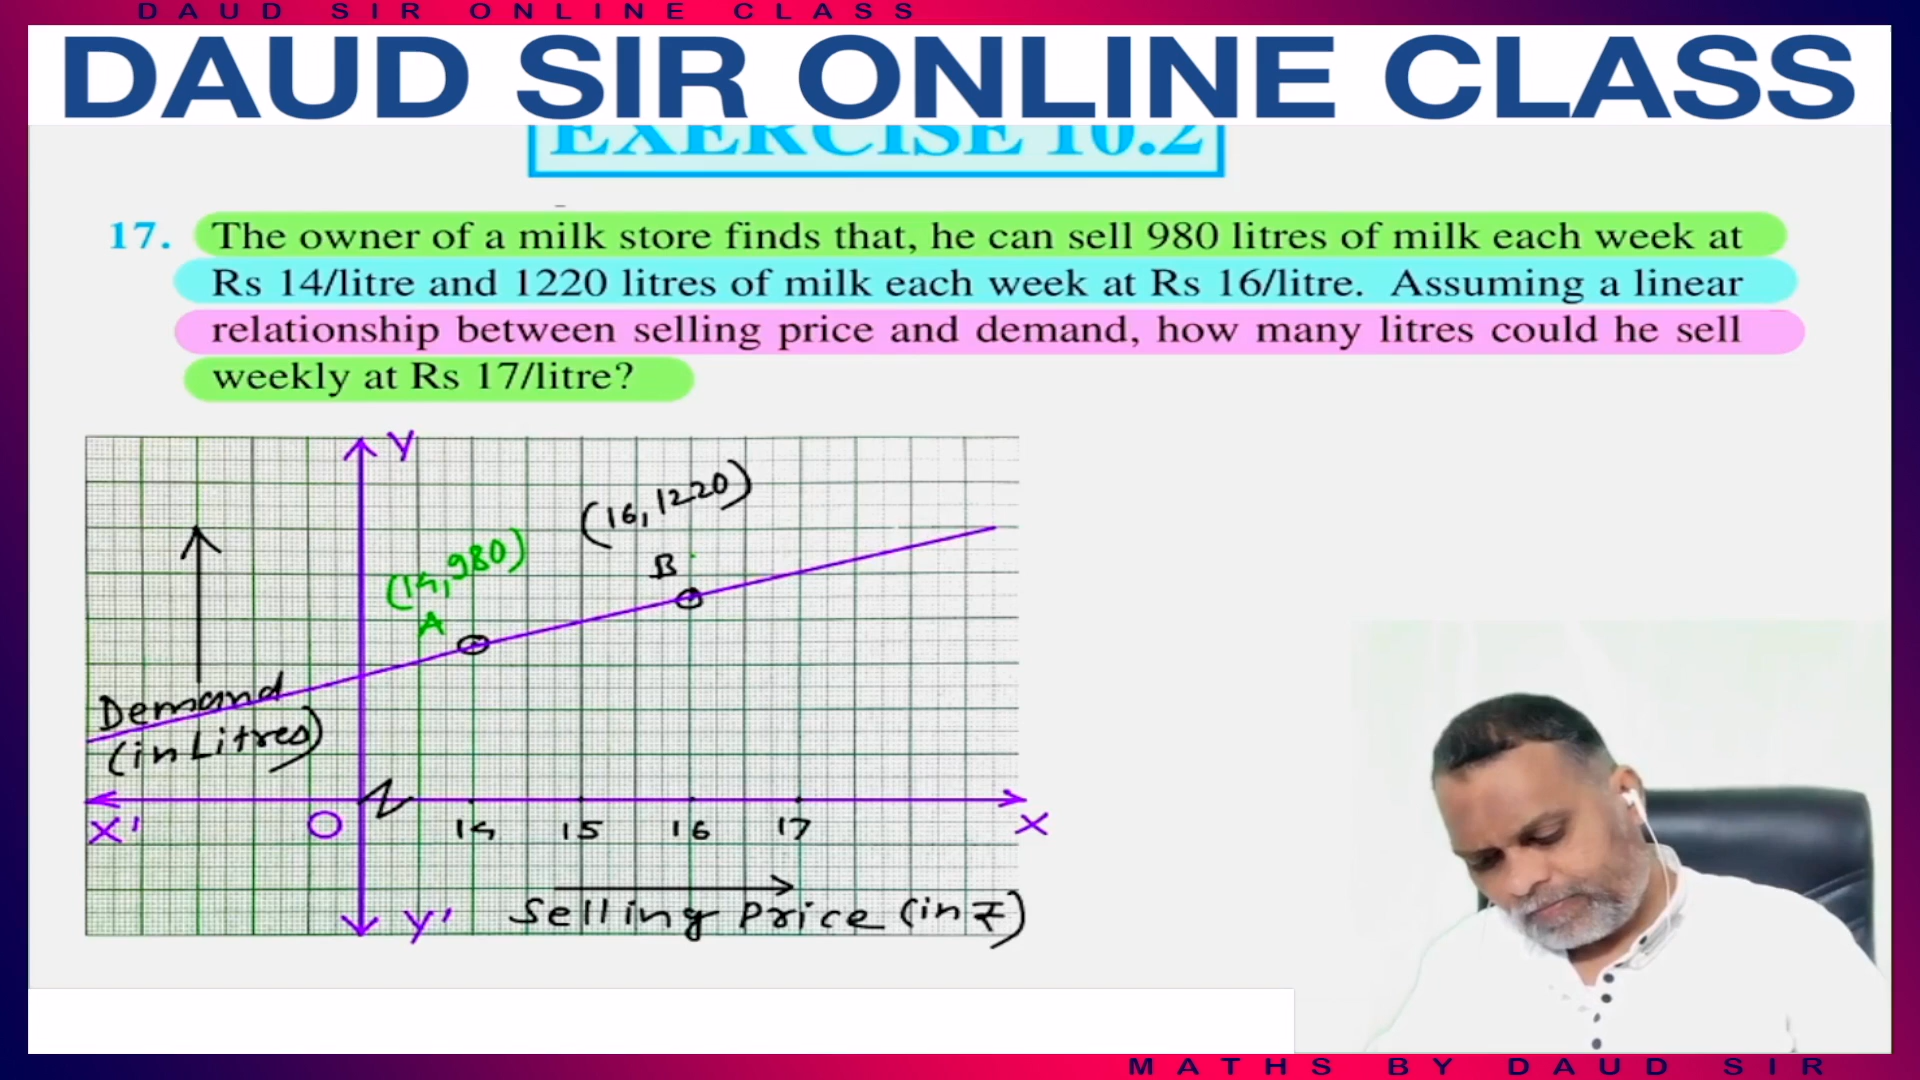 DAUD SIR ONLINE CLASS
DAUD SIR ONLINE CLASS
EXERCISE 10.2
17. The owner of a milk store finds that, he can sell 980 litres of milk each week at
Rs 14/litre and 1220 litres of milk each week at Rs 16/litre. Assuming a linear
relationship between selling price and demand, how many litres could he sell
weekly at Rs 17/litre?
Y
(16,1220)
B
(14,980)
A
Demand
(in Litres)
X' O 14 15 16 17 X
Y' Selling Price (in ₹)
MATHS BY DAUD SIR